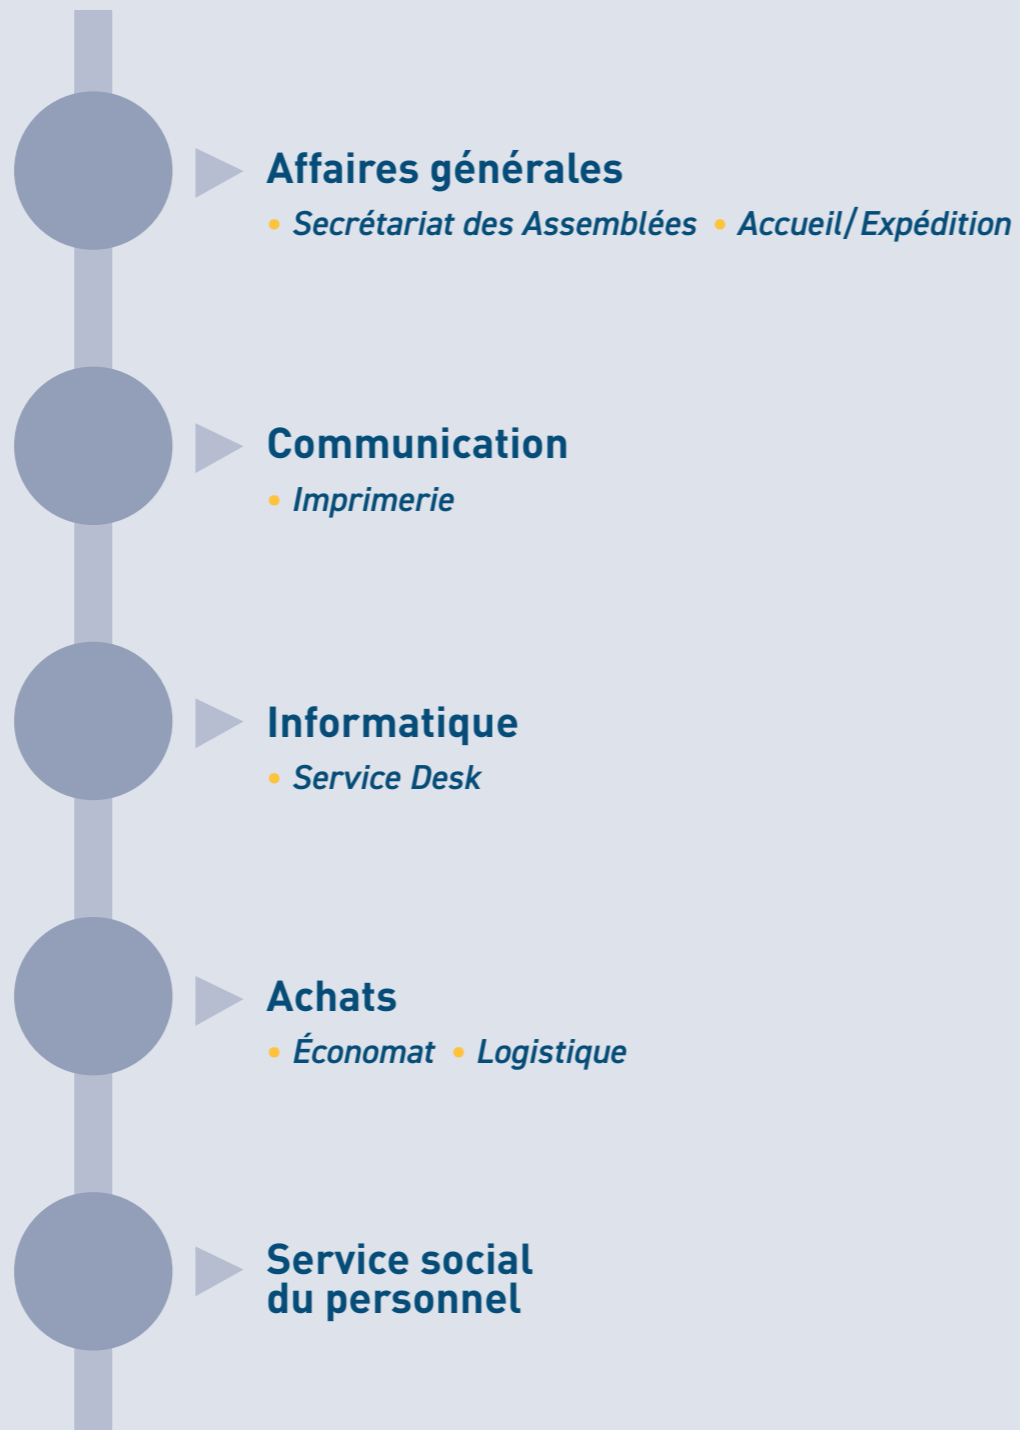 Affaires générales
• Secrétariat des Assemblées • Accueil/Expédition
Communication
• Imprimerie
Informatique
• Service Desk
Achats
• Économat • Logistique
Service social
du personnel